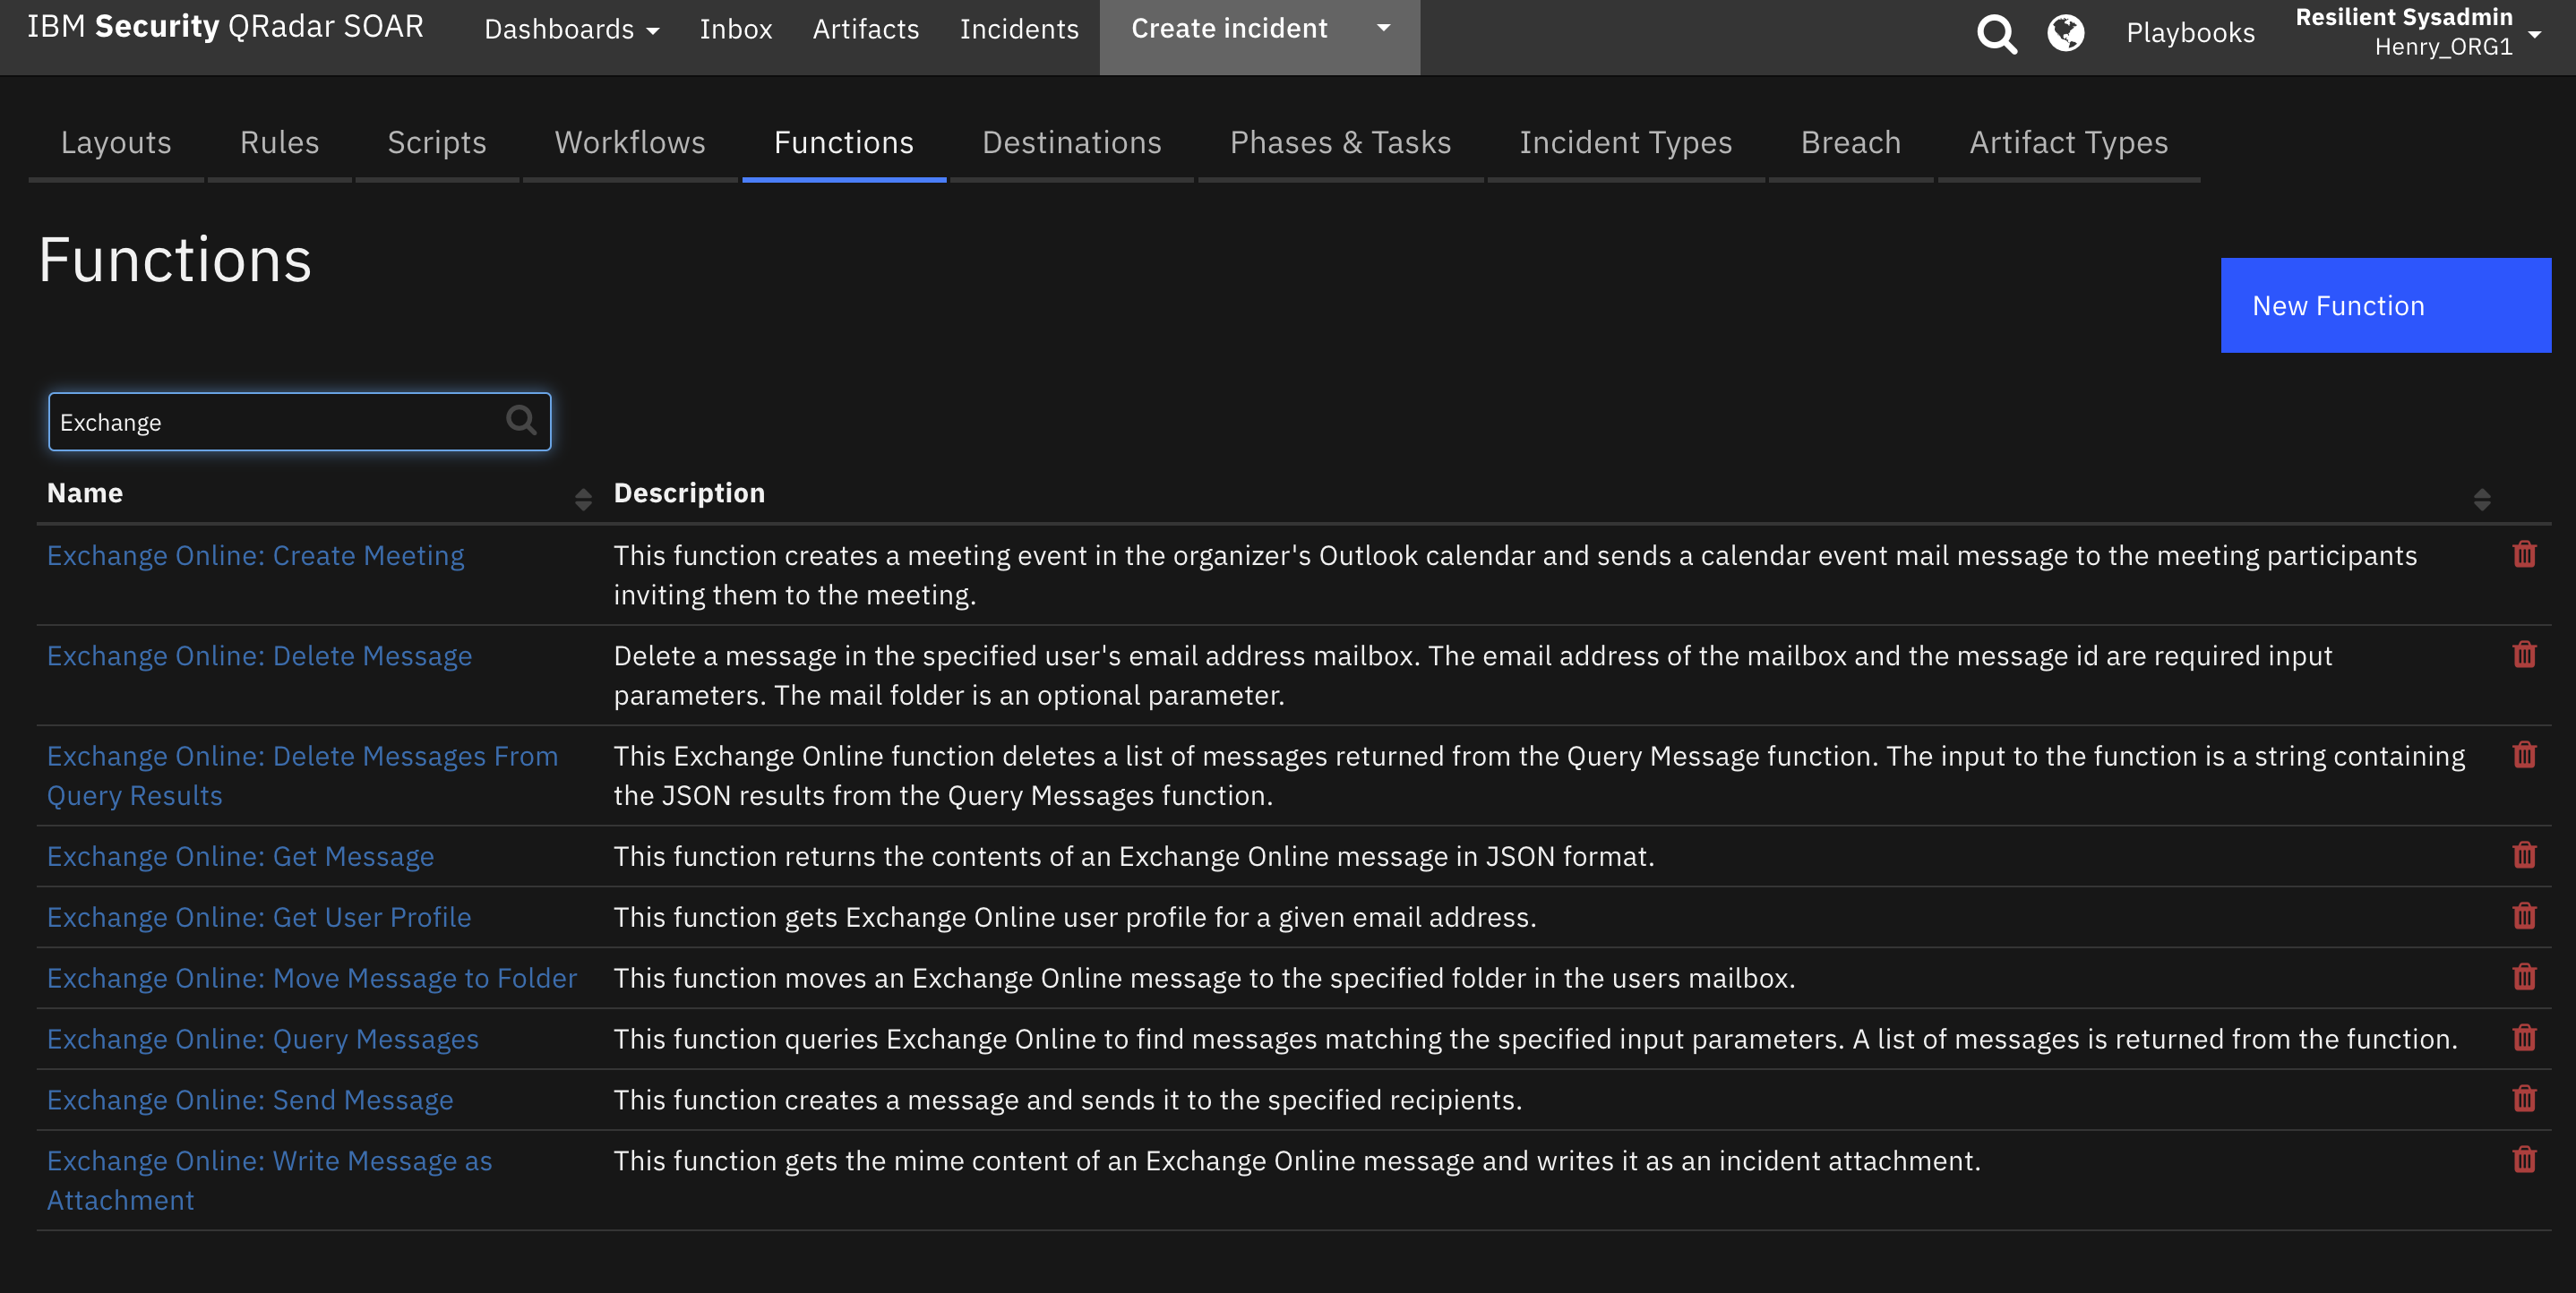 IBM Security QRadar SOAR
Dashboards
Inbox
Artifacts
Incidents
Create incident
Playbooks
Resilient Sysadmin
Henry_ORG1
Layouts
Rules
Scripts
Workflows
Functions
Destinations
Phases & Tasks
Incident Types
Breach
Artifact Types
Functions
New Function
Exchange
Name
Description
Exchange Online: Create Meeting
This function creates a meeting event in the organizer's Outlook calendar and sends a calendar event mail message to the meeting participants
inviting them to the meeting.
Exchange Online: Delete Message
Delete a message in the specified user's email address mailbox. The email address of the mailbox and the message id are required input
parameters. The mail folder is an optional parameter.
Exchange Online: Delete Messages From
Query Results
This Exchange Online function deletes a list of messages returned from the Query Message function. The input to the function is a string containing
the JSON results from the Query Messages function.
Exchange Online: Get Message
This function returns the contents of an Exchange Online message in JSON format.
Exchange Online: Get User Profile
This function gets Exchange Online user profile for a given email address.
Exchange Online: Move Message to Folder
This function moves an Exchange Online message to the specified folder in the users mailbox.
Exchange Online: Query Messages
This function queries Exchange Online to find messages matching the specified input parameters. A list of messages is returned from the function.
Exchange Online: Send Message
This function creates a message and sends it to the specified recipients.
Exchange Online: Write Message as
Attachment
This function gets the mime content of an Exchange Online message and writes it as an incident attachment.